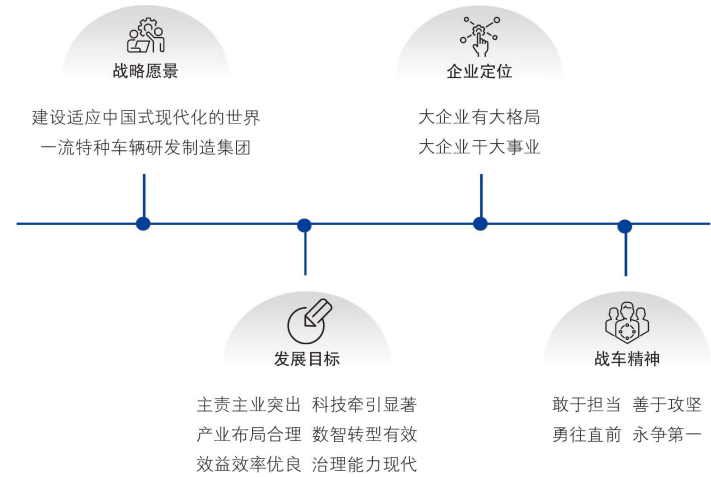 战略愿景
建设适应中国式现代化的世界
一流特种车辆研发制造集团
企业定位
大企业有大格局
大企业干大事业
发展目标
主责主业突出 科技牵引显著
产业布局合理 数智转型有效
效益效率优良 治理能力现代
战车精神
敢于担当 善于攻坚
勇往直前 永争第一